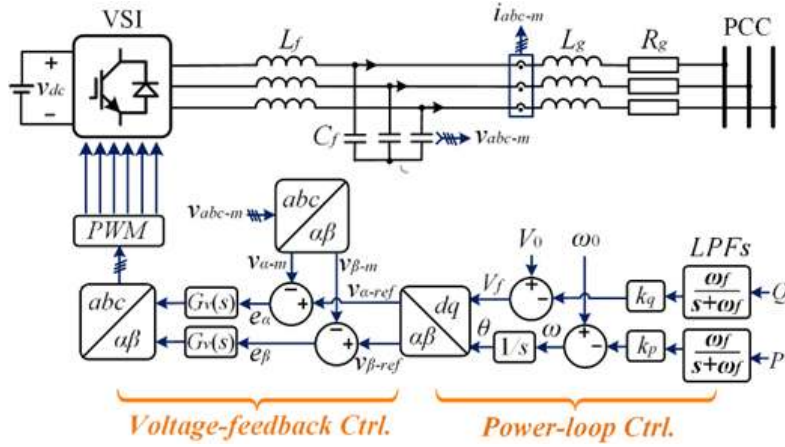 VSI
i_abc-m
L_f
L_g
R_g
PCC
+
v_dc
−
C_f
v_abc-m
v_abc-m
abc
αβ
V_0
ω_0
LPFs
PWM
v_α-m
v_β-m
V_f
k_q
ω_f
s+ω_f
Q
abc
αβ
G_v(s)
e_α
v_α-ref
dq
αβ
θ
1/s
ω
k_p
ω_f
s+ω_f
P
G_v(s)
e_β
v_β-ref
Voltage-feedback Ctrl.
Power-loop Ctrl.